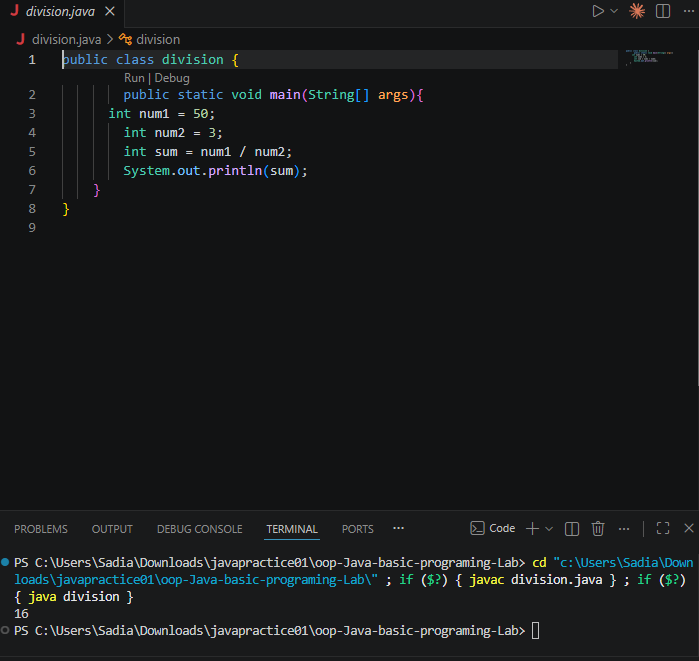 J division.java ×
J division.java > division
1 public class division {
Run | Debug
2 public static void main(String[] args){
3 int num1 = 50;
4 int num2 = 3;
5 int sum = num1 / num2;
6 System.out.println(sum);
7 }
8 }
9
PROBLEMS OUTPUT DEBUG CONSOLE TERMINAL PORTS ··· Code
PS C:\Users\Sadia\Downloads\javapractice01\oop-Java-basic-programing-Lab> cd "c:\Users\Sadia\Down
loads\javapractice01\oop-Java-basic-programing-Lab\" ; if ($?) { javac division.java } ; if ($?)
{ java division }
16
PS C:\Users\Sadia\Downloads\javapractice01\oop-Java-basic-programing-Lab>